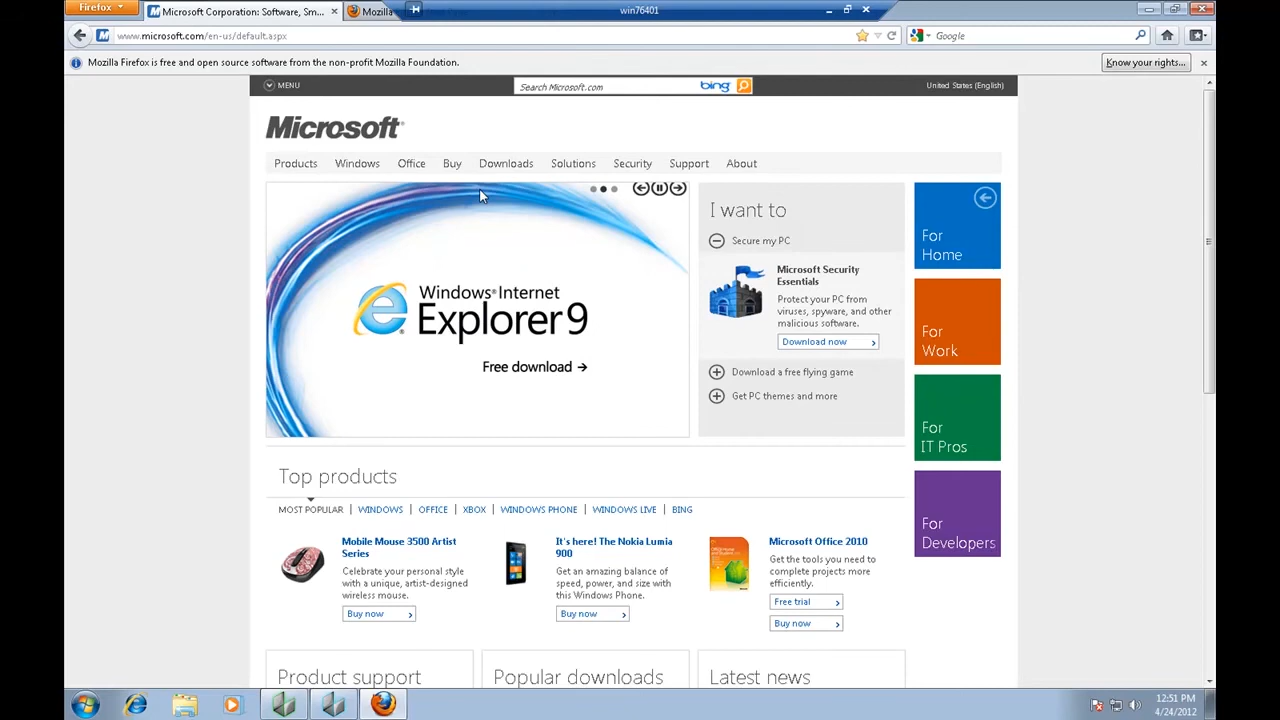 Firefox
Microsoft Corporation: Software, Sm...
Mozilla
win76401
www.microsoft.com/en-us/default.aspx
Google
Mozilla Firefox is free and open source software from the non-profit Mozilla Foundation.
Know your rights...
MENU
Search Microsoft.com
bing
United States (English)
Microsoft
Products
Windows
Office
Buy
Downloads
Solutions
Security
Support
About
Windows® Internet
Explorer 9
Free download
I want to
Secure my PC
Microsoft Security
Essentials
Protect your PC from
viruses, spyware, and other
malicious software.
Download now
Download a free flying game
Get PC themes and more
For
Home
For
Work
For
IT Pros
For
Developers
Top products
MOST POPULAR | WINDOWS | OFFICE | XBOX | WINDOWS PHONE | WINDOWS LIVE | BING
Mobile Mouse 3500 Artist
Series
Celebrate your personal style
with a unique, artist-designed
wireless mouse.
Buy now
It's here! The Nokia Lumia
900
Get an amazing balance of
speed, power, and size with
this Windows Phone.
Buy now
Microsoft Office 2010
Get the tools you need to
complete projects more
efficiently.
Free trial
Buy now
Product support
Popular downloads
Latest news
12:51 PM
4/24/2012